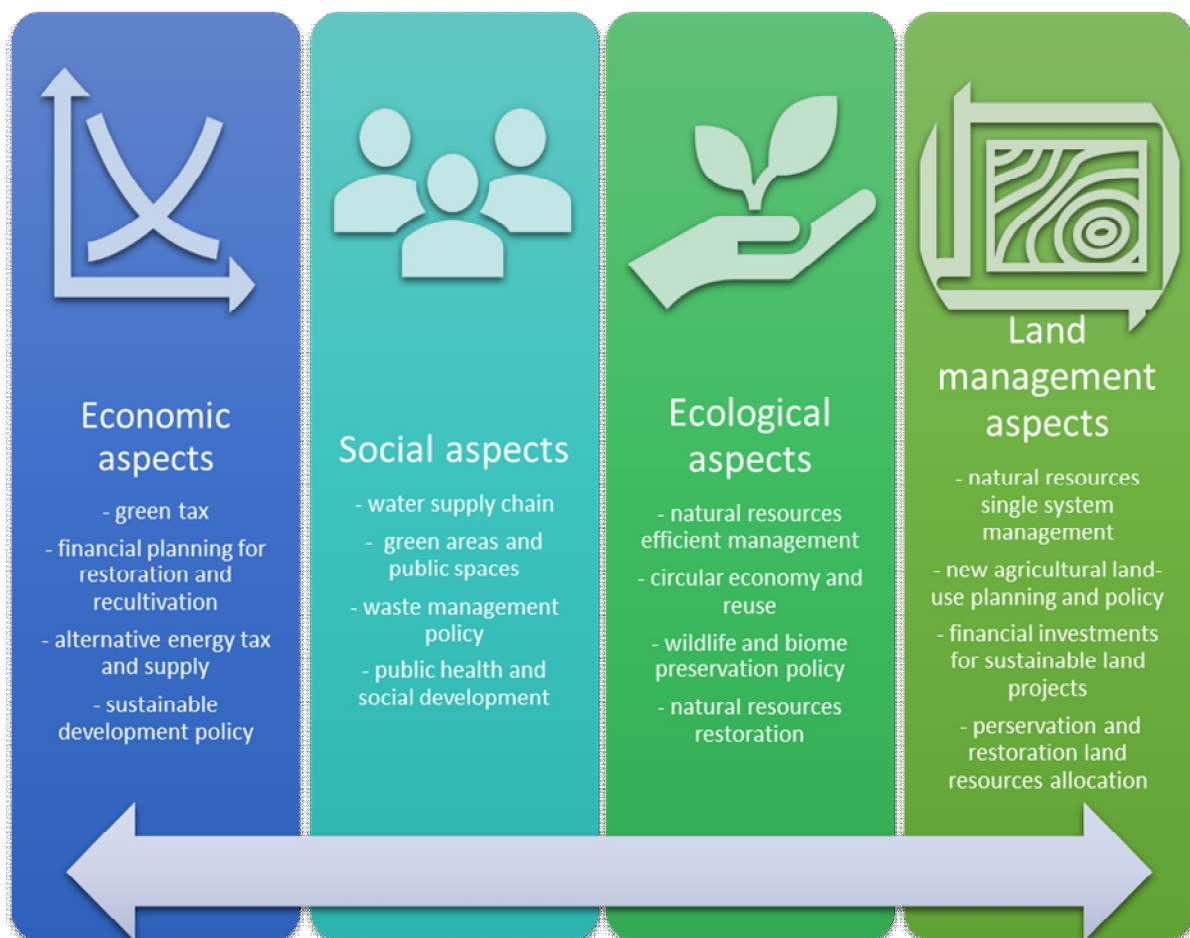 Economic
aspects
- green tax
- financial planning for
restoration and
recultivation
- alternative energy tax
and supply
- sustainable
development policy
Social aspects
- water supply chain
- green areas and
public spaces
- waste management
policy
- public health and
social development
Ecological
aspects
- natural resources
efficient management
- circular economy and
reuse
- wildlife and biome
preservation policy
- natural resources
restoration
Land
management
aspects
- natural resources
single system
management
- new agricultural land-
use planning and policy
- financial investments
for sustainable land
projects
- perservation and
restoration land
resources allocation